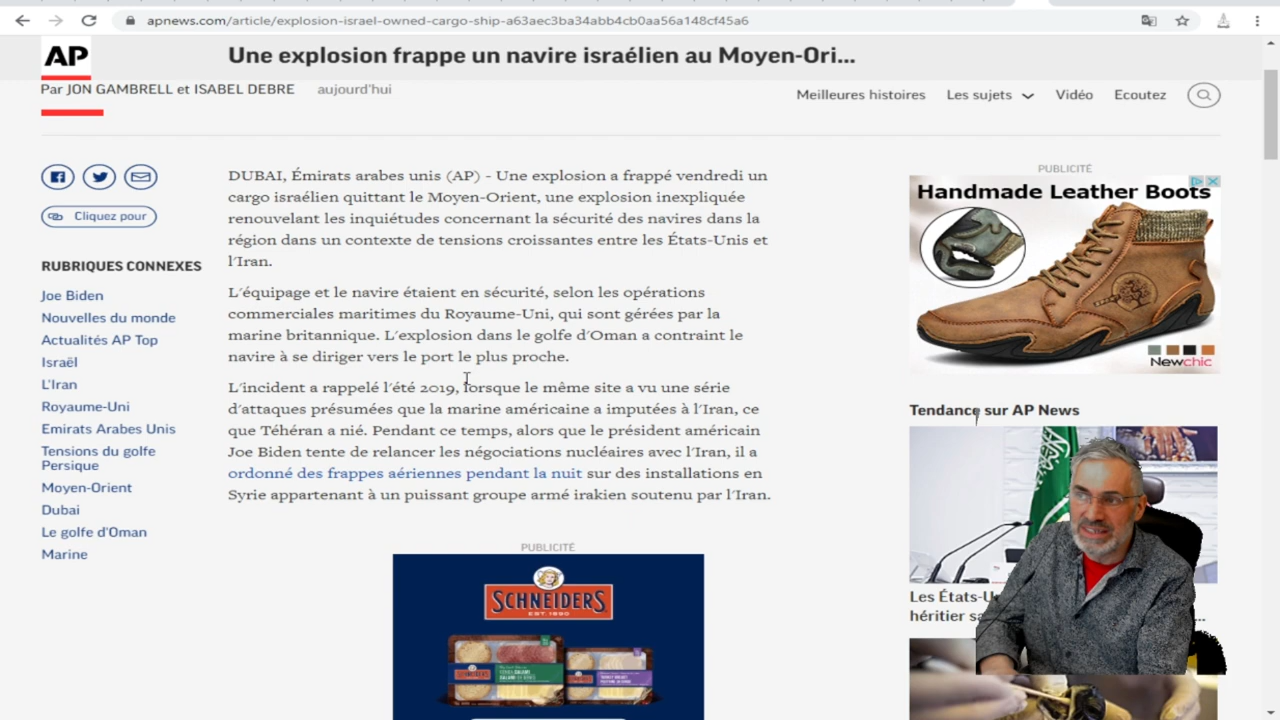 apnews.com/article/explosion-israel-owned-cargo-ship-a63aec3ba34abb4cb0aa56a148cf45a6
AP
Une explosion frappe un navire israélien au Moyen-Ori...
Par JON GAMBRELL et ISABEL DEBRE aujourd'hui
Meilleures histoires Les sujets Vidéo Ecoutez
Cliquez pour
RUBRIQUES CONNEXES
Joe Biden
Nouvelles du monde
Actualités AP Top
Israël
L'Iran
Royaume-Uni
Emirats Arabes Unis
Tensions du golfe
Persique
Moyen-Orient
Dubai
Le golfe d'Oman
Marine
DUBAI, Émirats arabes unis (AP) - Une explosion a frappé vendredi un
cargo israélien quittant le Moyen-Orient, une explosion inexpliquée
renouvelant les inquiétudes concernant la sécurité des navires dans la
région dans un contexte de tensions croissantes entre les États-Unis et
l'Iran.
L'équipage et le navire étaient en sécurité, selon les opérations
commerciales maritimes du Royaume-Uni, qui sont gérées par la
marine britannique. L'explosion dans le golfe d'Oman a contraint le
navire à se diriger vers le port le plus proche.
L'incident a rappelé l'été 2019, lorsque le même site a vu une série
d'attaques présumées que la marine américaine a imputées à l'Iran, ce
que Téhéran a nié. Pendant ce temps, alors que le président américain
Joe Biden tente de relancer les négociations nucléaires avec l'Iran, il a
ordonné des frappes aériennes pendant la nuit sur des installations en
Syrie appartenant à un puissant groupe armé irakien soutenu par l'Iran.
PUBLICITÉ
SCHNEIDERS
EST. 1890
PUBLICITÉ
Handmade Leather Boots
Newchic
Tendance sur AP News
Les États-U
héritier sa ...